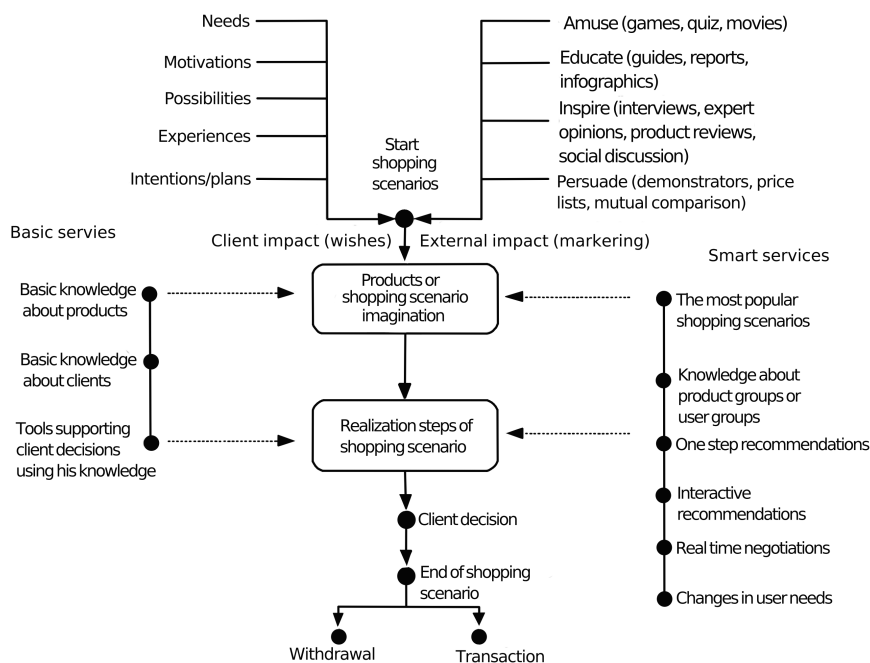 Needs
Motivations
Possibilities
Experiences
Intentions/plans
Amuse (games, quiz, movies)
Educate (guides, reports,
infographics)
Inspire (interviews, expert
opinions, product reviews,
social discussion)
Persuade (demonstrators, price
lists, mutual comparison)
Start
shopping
scenarios
Client impact (wishes)
External impact (markering)
Basic servies
Basic knowledge
about products
Basic knowledge
about clients
Tools supporting
client decisions
using his knowledge
Products or
shopping scenario
imagination
Realization steps of
shopping scenario
Client decision
End of shopping
scenario
Withdrawal
Transaction
Smart services
The most popular
shopping scenarios
Knowledge about
product groups or
user groups
One step recommendations
Interactive
recommendations
Real time negotiations
Changes in user needs